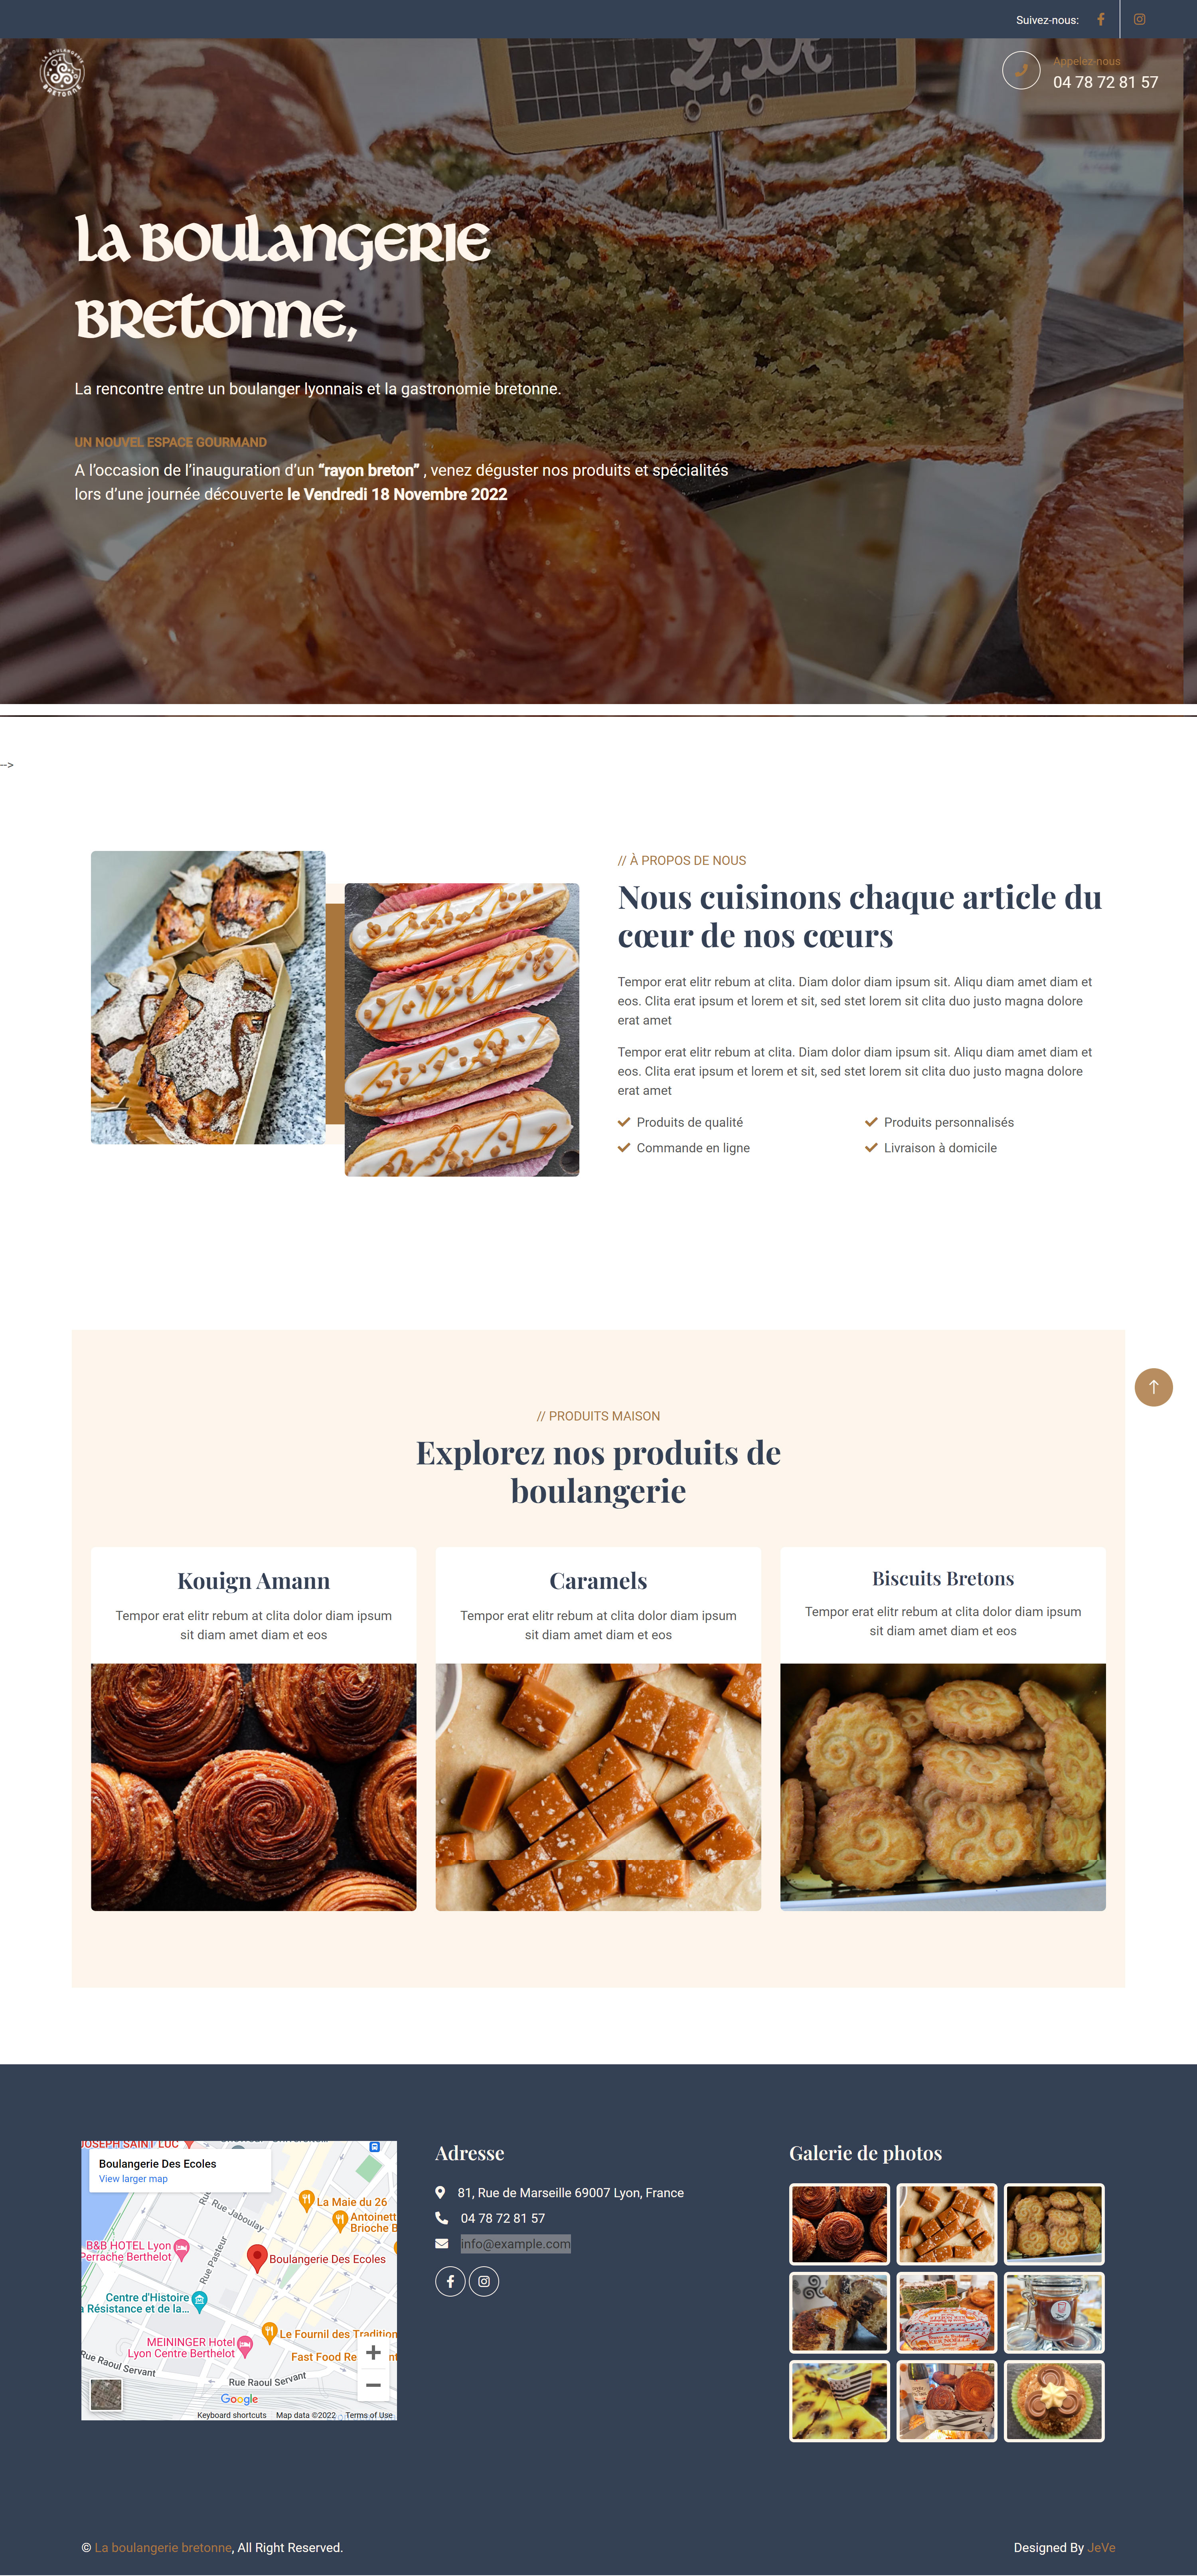 Suivez-nous:
LA BOULANGERIE
BRETONNE
2,50€
Appelez-nous
04 78 72 81 57
La Boulangerie
Bretonne,
La rencontre entre un boulanger lyonnais et la gastronomie bretonne.
UN NOUVEL ESPACE GOURMAND
A l’occasion de l’inauguration d’un “rayon breton” , venez déguster nos produits et spécialités
lors d’une journée découverte le Vendredi 18 Novembre 2022
-->
// À PROPOS DE NOUS
Nous cuisinons chaque article du
cœur de nos cœurs
Tempor erat elitr rebum at clita. Diam dolor diam ipsum sit. Aliqu diam amet diam et
eos. Clita erat ipsum et lorem et sit, sed stet lorem sit clita duo justo magna dolore
erat amet
Tempor erat elitr rebum at clita. Diam dolor diam ipsum sit. Aliqu diam amet diam et
eos. Clita erat ipsum et lorem et sit, sed stet lorem sit clita duo justo magna dolore
erat amet
Produits de qualité
Produits personnalisés
Commande en ligne
Livraison à domicile
// PRODUITS MAISON
Explorez nos produits de
boulangerie
Kouign Amann
Tempor erat elitr rebum at clita dolor diam ipsum
sit diam amet diam et eos
Caramels
Tempor erat elitr rebum at clita dolor diam ipsum
sit diam amet diam et eos
Biscuits Bretons
Tempor erat elitr rebum at clita dolor diam ipsum
sit diam amet diam et eos
JOSEPH SAINT LUC
Boulangerie Des Ecoles
View larger map
Rue Jaboulay
La Maie du 26
Antoinett
Brioche B
B&B HOTEL Lyon
Perrache Berthelot
Rue Pasteur
Boulangerie Des Ecoles
Centre d'Histoire
a Résistance et de la...
Le Fournil des Tradition
MEININGER Hotel
Lyon Centre Berthelot
Fast Food Re
Rue Raoul Servant
Rue Raoul Servant
Google
Keyboard shortcuts
Map data ©2022
Terms of Use
Adresse
81, Rue de Marseille 69007 Lyon, France
04 78 72 81 57
info@example.com
Galerie de photos
© La boulangerie bretonne, All Right Reserved.
Designed By JeVe